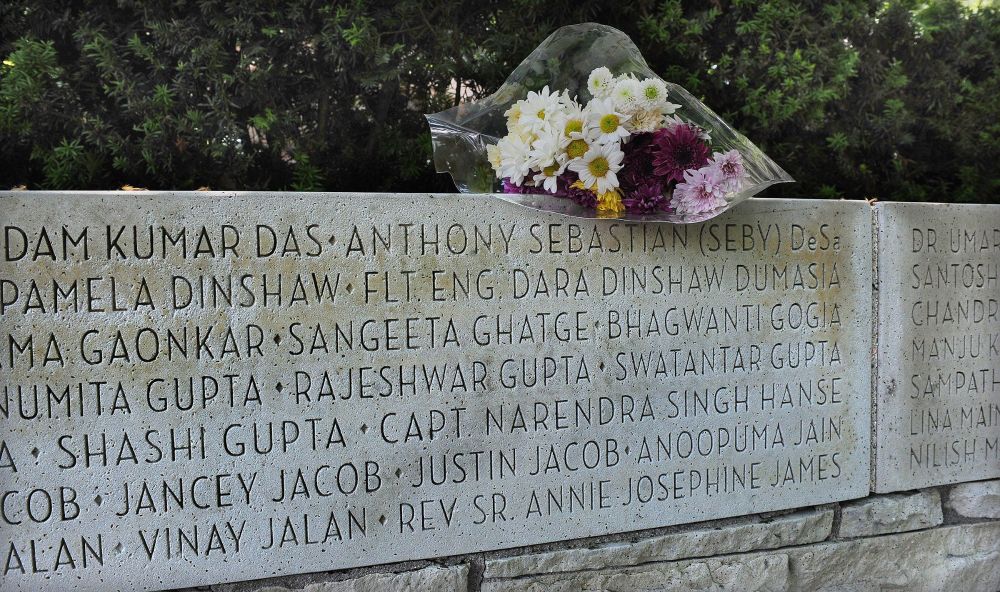 DAM KUMAR DAS · ANTHONY SEBASTIAN (SEBY) DeSa
PAMELA DINSHAW · FLT. ENG. DARA DINSHAW DUMASIA
MA GAONKAR · SANGEETA GHATGE · BHAGWANTI GOGIA
NUMITA GUPTA · RAJESHWAR GUPTA · SWATANTAR GUPTA
A · SHASHI GUPTA · CAPT NARENDRA SINGH HANSE
COB · JANCEY JACOB · JUSTIN JACOB · ANOOPUMA JAIN
ALAN · VINAY JALAN · REV SR. ANNIE JOSEPHINE JAMES
DR UMA
SANTOSH
CHANDR
MANJU K
SAMPATH
LINA MAI
NILISH M